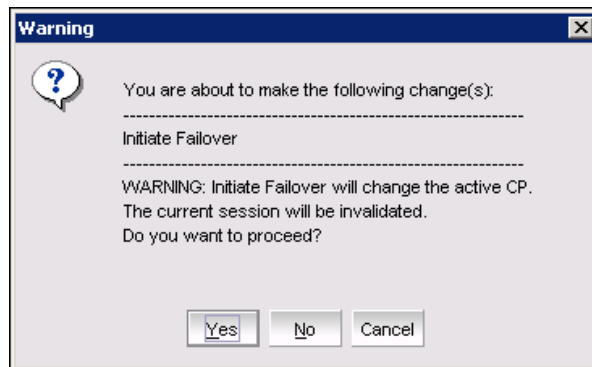 Warning
You are about to make the following change(s):
--------------------------------------------------------------
Initiate Failover
--------------------------------------------------------------
WARNING: Initiate Failover will change the active CP.
The current session will be invalidated.
Do you want to proceed?
Yes No Cancel